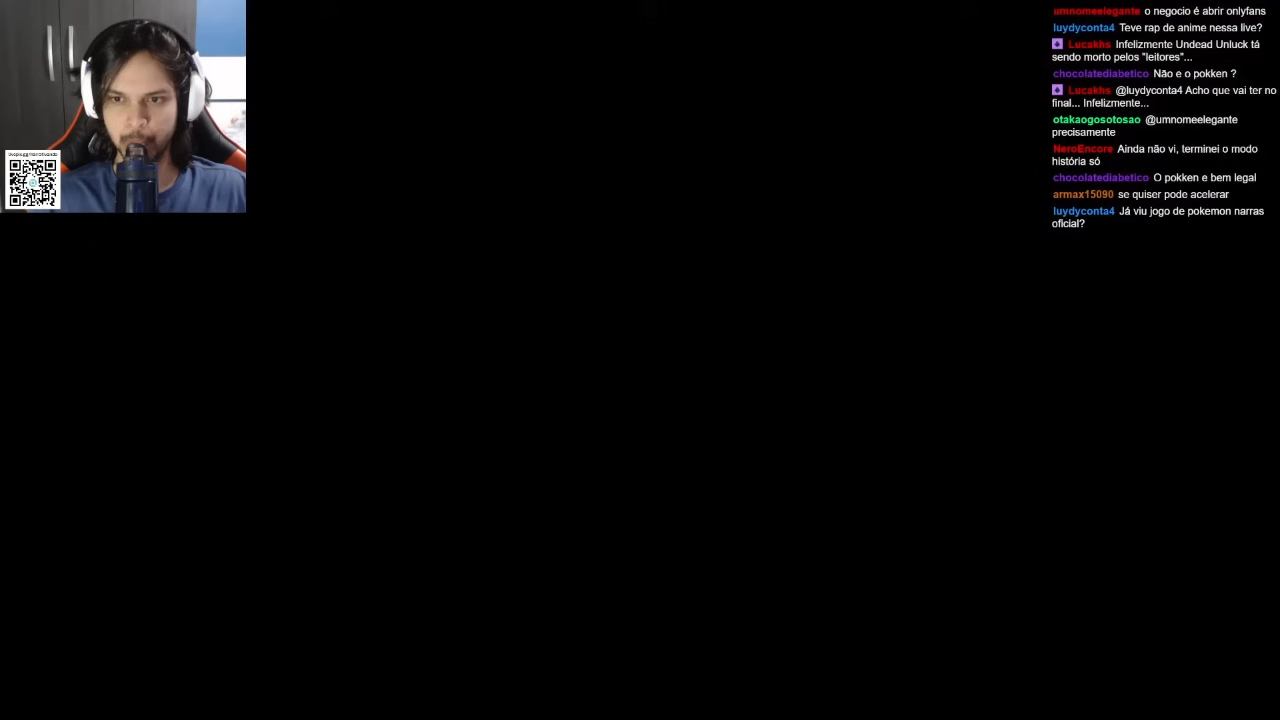 umnomeelegante o negocio é abrir onlyfans
luydyconta4 Teve rap de anime nessa live?
Lucakhs Infelizmente Undead Unluck tá
sendo morto pelos "leitores"...
chocolatediabetico Não e o pokken ?
Lucakhs @luydyconta4 Acho que vai ter no
final... Infelizmente...
otakaogosotosao @umnomeelegante
precisamente
NeroEncore Ainda não vi, terminei o modo
história só
chocolatediabetico O pokken e bem legal
armax15090 se quiser pode acelerar
luydyconta4 Já viu jogo de pokemon narras
oficial?